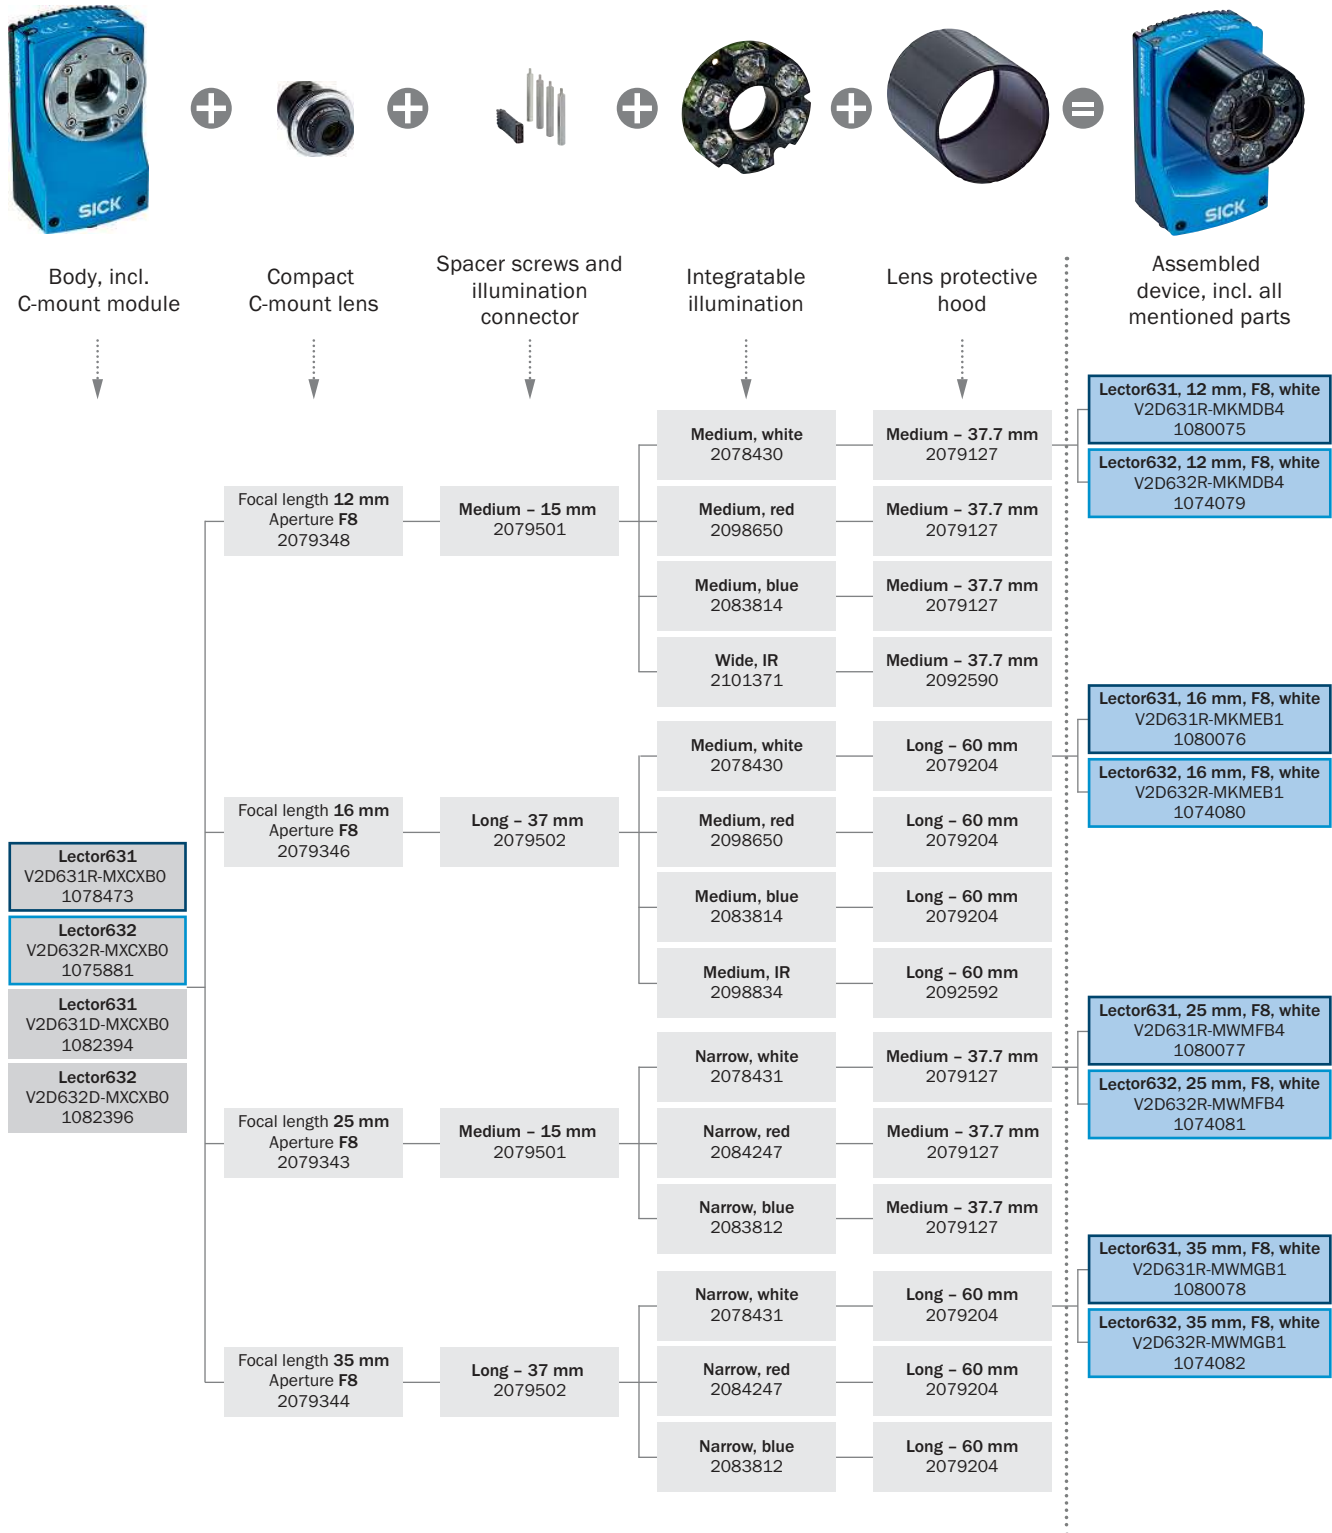 SICK
SICK
SICK
Body, incl.
C-mount module
Compact
C-mount lens
Spacer screws and
illumination
connector
Integratable
illumination
Lens protective
hood
Assembled
device, incl. all
mentioned parts
Lector631
V2D631R-MXCXB0
1078473
Lector632
V2D632R-MXCXB0
1075881
Lector631
V2D631D-MXCXB0
1082394
Lector632
V2D632D-MXCXB0
1082396
Focal length 12 mm
Aperture F8
2079348
Medium – 15 mm
2079501
Medium, white
2078430
Medium – 37.7 mm
2079127
Medium, red
2098650
Medium – 37.7 mm
2079127
Medium, blue
2083814
Medium – 37.7 mm
2079127
Wide, IR
2101371
Medium – 37.7 mm
2092590
Lector631, 12 mm, F8, white
V2D631R-MKMDB4
1080075
Lector632, 12 mm, F8, white
V2D632R-MKMDB4
1074079
Focal length 16 mm
Aperture F8
2079346
Long – 37 mm
2079502
Medium, white
2078430
Long – 60 mm
2079204
Medium, red
2098650
Long – 60 mm
2079204
Medium, blue
2083814
Long – 60 mm
2079204
Medium, IR
2098834
Long – 60 mm
2092592
Lector631, 16 mm, F8, white
V2D631R-MKMEB1
1080076
Lector632, 16 mm, F8, white
V2D632R-MKMEB1
1074080
Focal length 25 mm
Aperture F8
2079343
Medium – 15 mm
2079501
Narrow, white
2078431
Medium – 37.7 mm
2079127
Narrow, red
2084247
Medium – 37.7 mm
2079127
Narrow, blue
2083812
Medium – 37.7 mm
2079127
Lector631, 25 mm, F8, white
V2D631R-MWMFB4
1080077
Lector632, 25 mm, F8, white
V2D632R-MWMFB4
1074081
Focal length 35 mm
Aperture F8
2079344
Long – 37 mm
2079502
Narrow, white
2078431
Long – 60 mm
2079204
Narrow, red
2084247
Long – 60 mm
2079204
Narrow, blue
2083812
Long – 60 mm
2079204
Lector631, 35 mm, F8, white
V2D631R-MWMGB1
1080078
Lector632, 35 mm, F8, white
V2D632R-MWMGB1
1074082